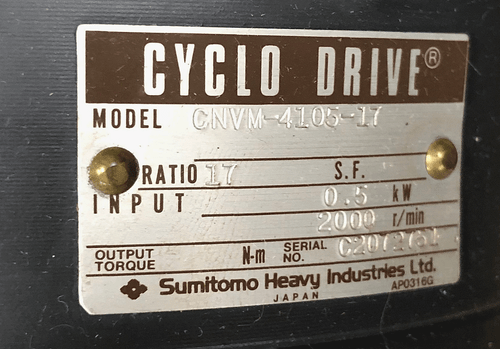 CYCLO DRIVE®
MODEL CNVM-4105-17
RATIO 17 S.F.
INPUT 0.5 kW
2000 r/min
OUTPUT TORQUE N·m SERIAL NO. C2072751
Sumitomo Heavy Industries Ltd.
JAPAN AP0316G